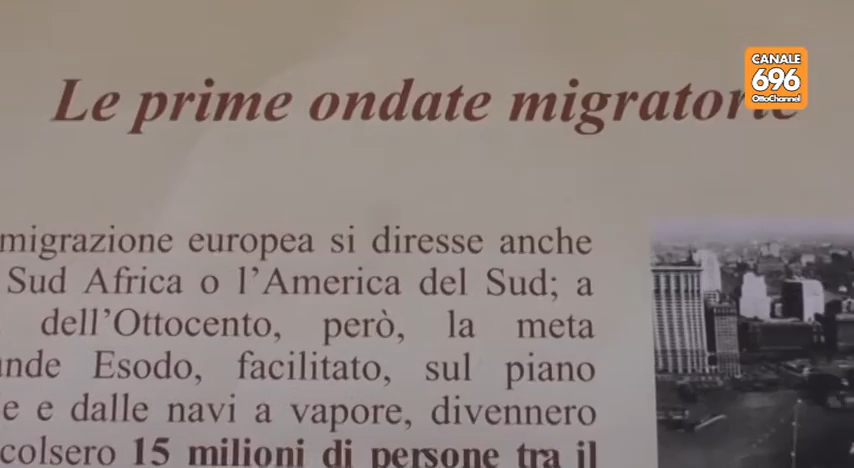 Le prime ondate migratorie
CANALE
696
OttoChannel
migrazione europea si diresse anche
Sud Africa o l'America del Sud; a
dell'Ottocento, però, la meta
nde Esodo, facilitato, sul piano
e e dalle navi a vapore, divennero
colsero 15 milioni di persone tra il